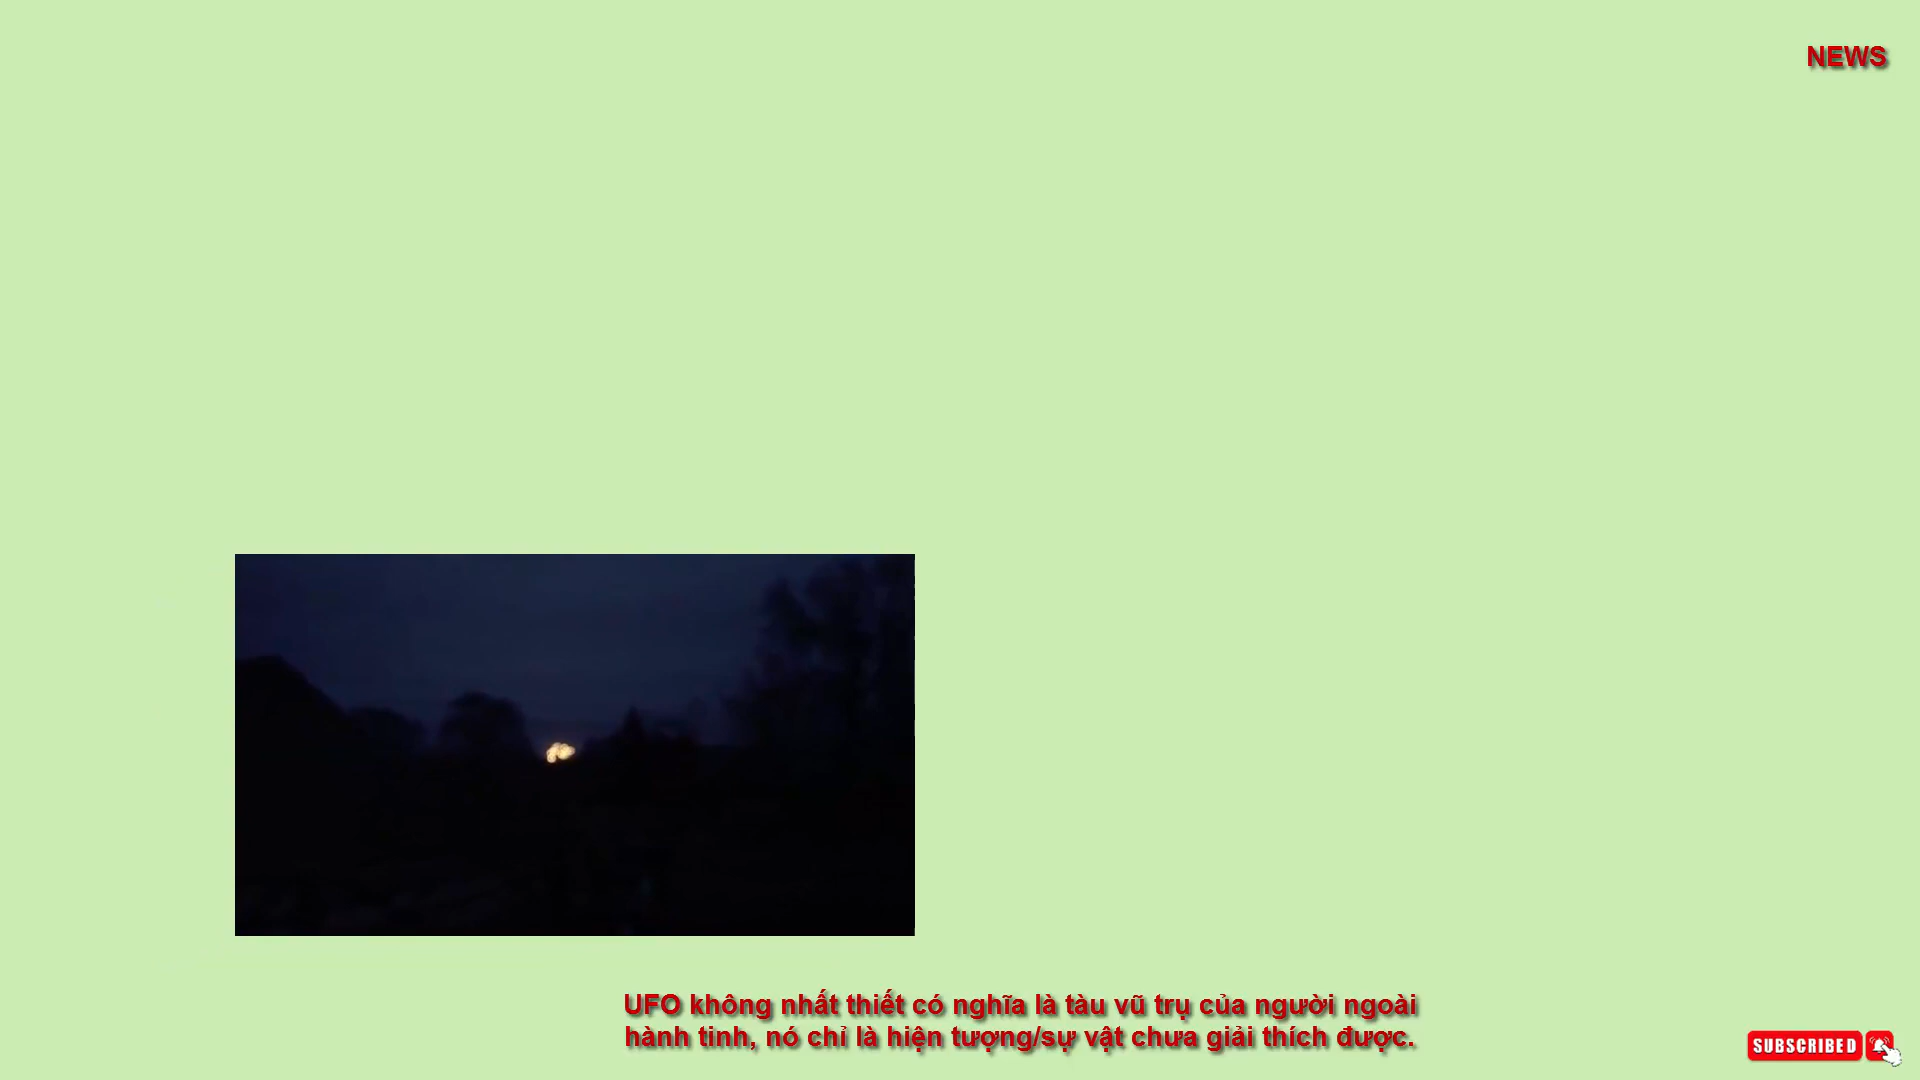 NEWS
UFO không nhất thiết có nghĩa là tàu vũ trụ của người ngoài
hành tinh, nó chỉ là hiện tượng/sự vật chưa giải thích được.
SUBSCRIBED